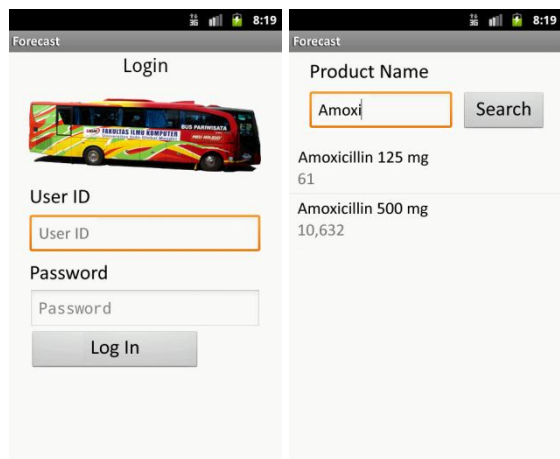 8:19
Forecast
Login
FAKULTAS ILMU KOMPUTER
BUS PARIWISATA
User ID
User ID
Password
Password
Log In
8:19
Forecast
Product Name
Amoxi
Search
Amoxicillin 125 mg
61
Amoxicillin 500 mg
10,632